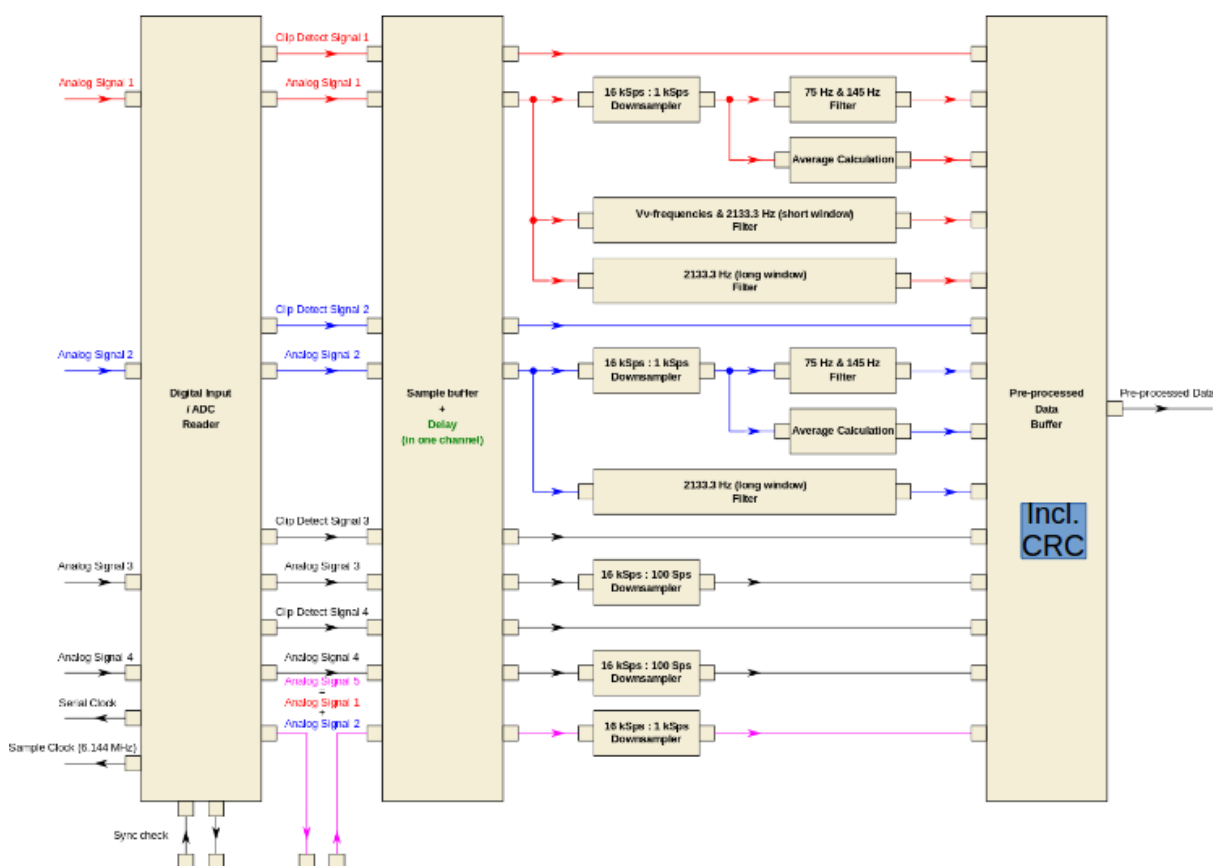 Clip Detect Signal 1
Analog Signal 1
Analog Signal 1
16 kSps : 1 kSps
Downsampler
75 Hz & 145 Hz
Filter
Average Calculation
Vv-frequencies & 2133.3 Hz (short window)
Filter
2133.3 Hz (long window)
Filter
Clip Detect Signal 2
Analog Signal 2
Analog Signal 2
16 kSps : 1 kSps
Downsampler
75 Hz & 145 Hz
Filter
Digital Input
/ ADC
Reader
Sample buffer
+
Delay
(in one channel)
Average Calculation
Pre-processed
Data
Buffer
Pre-processed Data
2133.3 Hz (long window)
Filter
Incl.
CRC
Clip Detect Signal 3
Analog Signal 3
Analog Signal 3
16 kSps : 100 Sps
Downsampler
Clip Detect Signal 4
Analog Signal 4
Analog Signal 4
16 kSps : 100 Sps
Downsampler
Analog Signal 5
=
Analog Signal 1
+
Analog Signal 2
16 kSps : 1 kSps
Downsampler
Serial Clock
Sample Clock (6.144 MHz)
Sync check